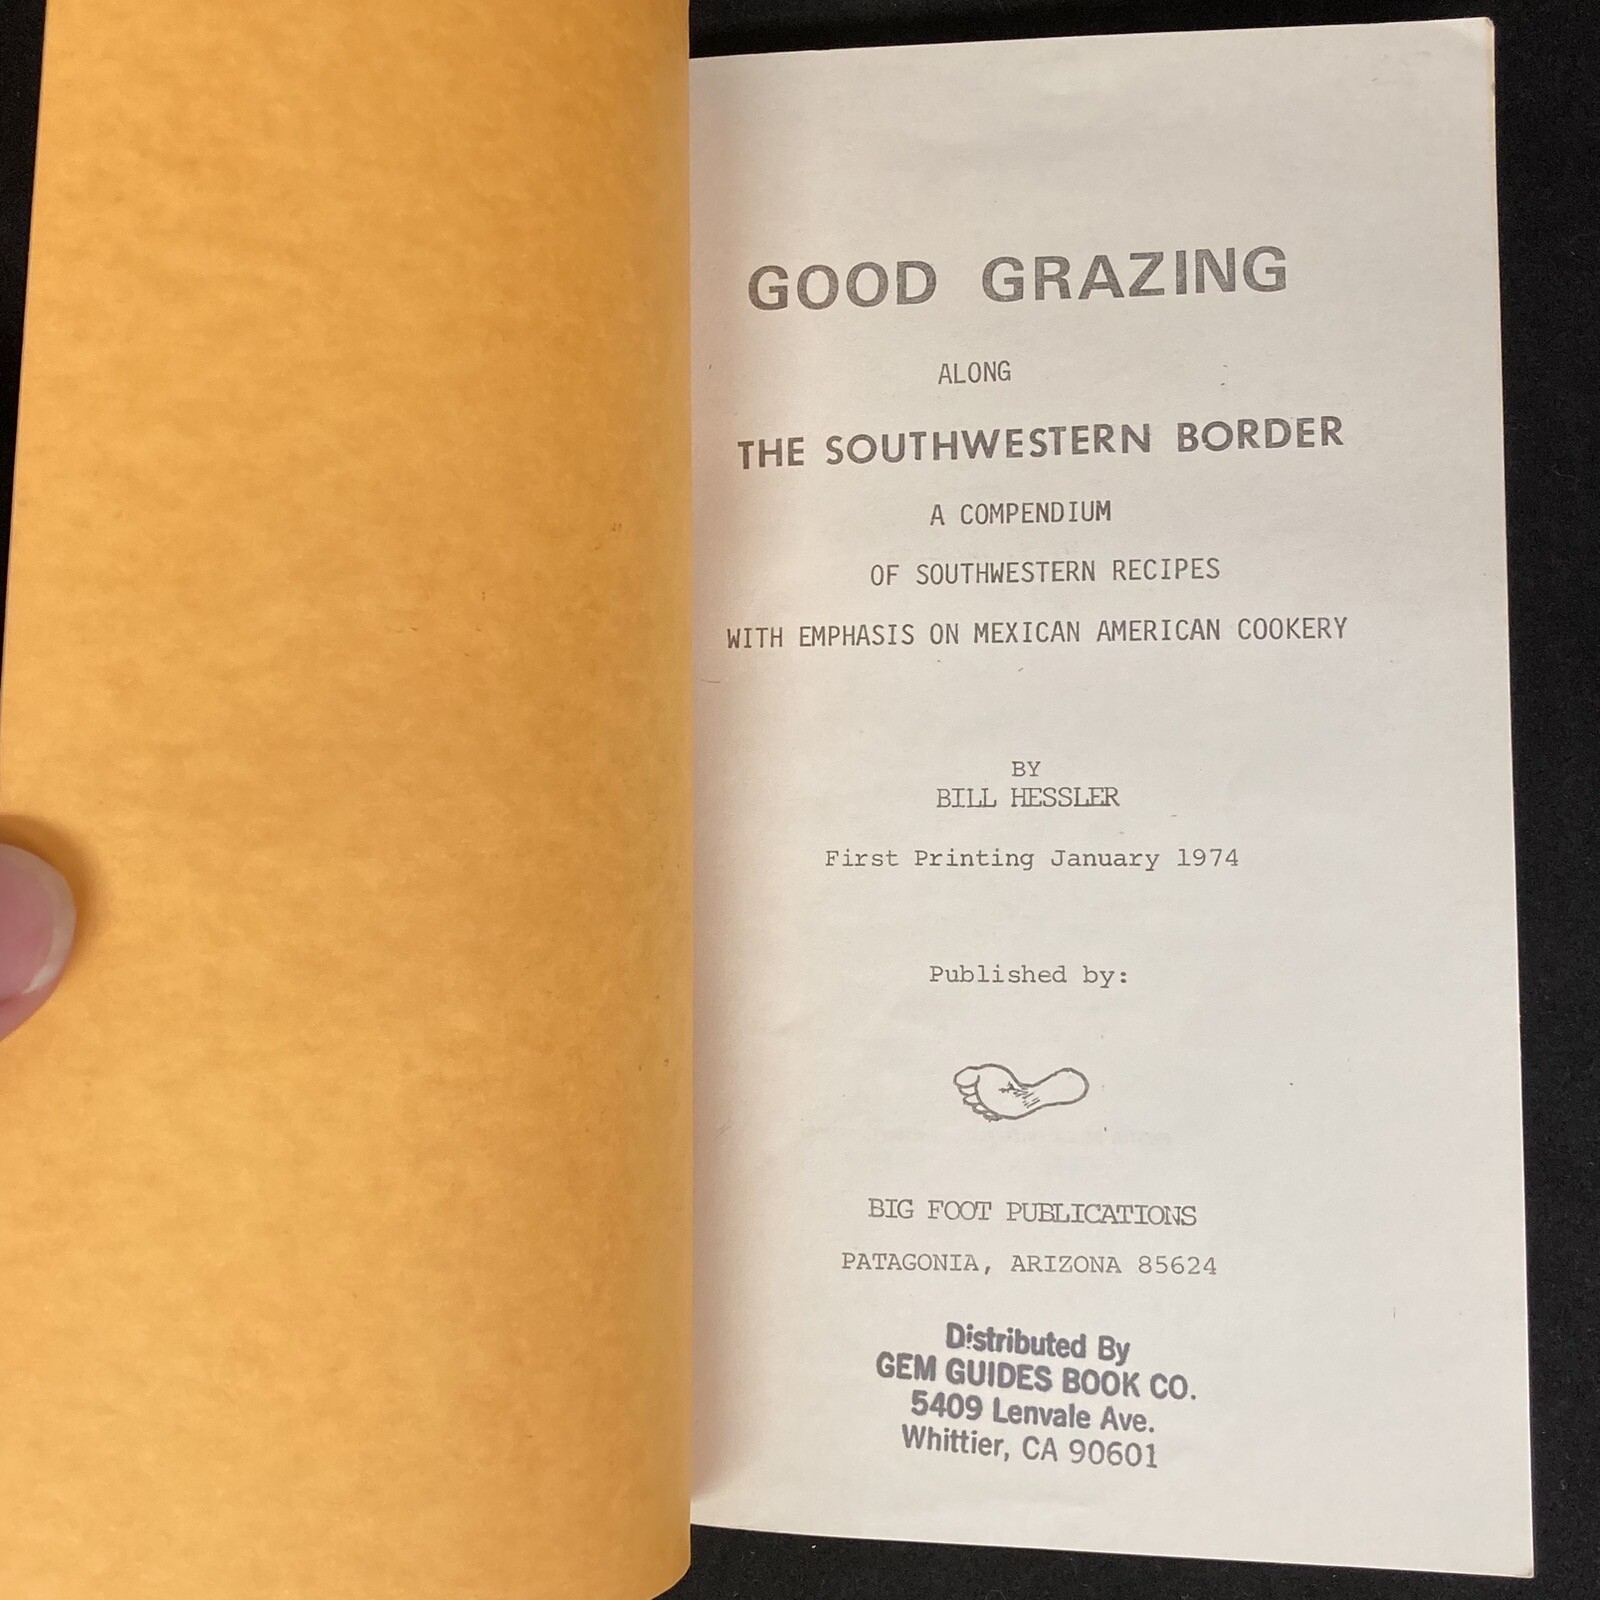 GOOD GRAZING
ALONG
THE SOUTHWESTERN BORDER
A COMPENDIUM
OF SOUTHWESTERN RECIPES
WITH EMPHASIS ON MEXICAN AMERICAN COOKERY
BY
BILL HESSLER
First Printing January 1974
Published by:
BIG FOOT PUBLICATIONS
PATAGONIA, ARIZONA 85624
Distributed By
GEM GUIDES BOOK CO.
5409 Lenvale Ave.
Whittier, CA 90601